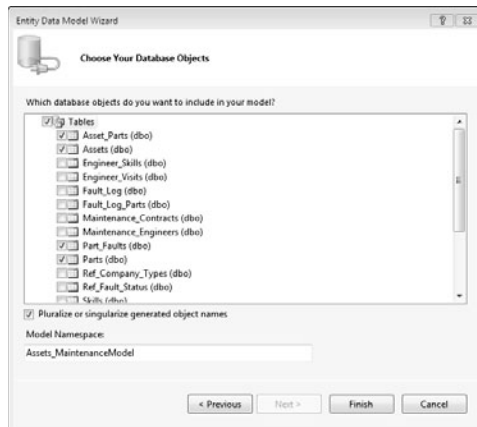 Entity Data Model Wizard
Choose Your Database Objects
Which database objects do you want to include in your model?
Tables
Asset_Parts (dbo)
Assets (dbo)
Engineer_Skills (dbo)
Engineer_Visits (dbo)
Fault_Log (dbo)
Fault_Log_Parts (dbo)
Maintenance_Contracts (dbo)
Maintenance_Engineers (dbo)
Part_Faults (dbo)
Parts (dbo)
Ref_Company_Types (dbo)
Ref_Fault_Status (dbo)
Skills (dbo)
Pluralize or singularize generated object names
Model Namespace:
Assets_MaintenanceModel
< Previous Next > Finish Cancel